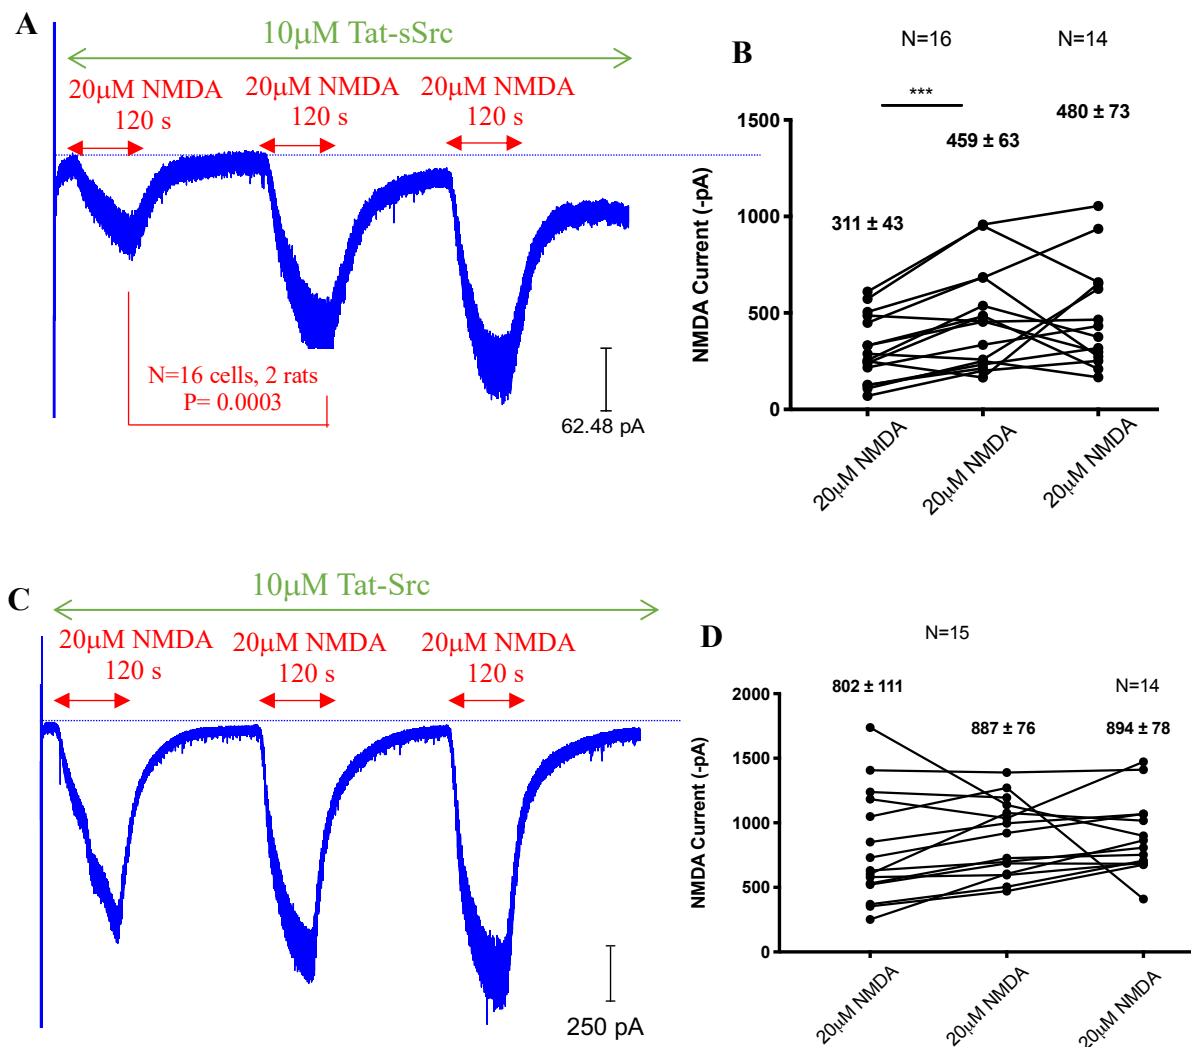 A
10μM Tat-sSrc
20μM NMDA
120 s
20μM NMDA
120 s
20μM NMDA
120 s
N=16 cells, 2 rats
P= 0.0003
62.48 pA
B
N=16
N=14
***
311 ± 43
459 ± 63
480 ± 73
NMDA Current (-pA)
1500
1000
500
0
20μM NMDA
20μM NMDA
20μM NMDA
C
10μM Tat-Src
20μM NMDA
120 s
20μM NMDA
120 s
20μM NMDA
120 s
250 pA
D
N=15
N=14
802 ± 111
887 ± 76
894 ± 78
NMDA Current (-pA)
2000
1500
1000
500
0
20μM NMDA
20μM NMDA
20μM NMDA